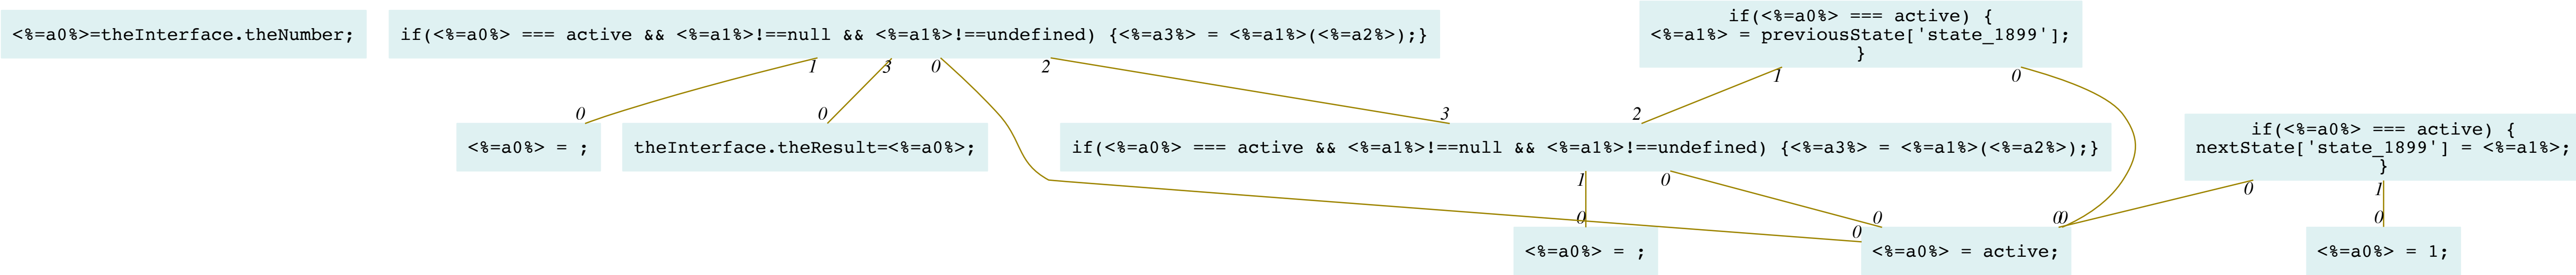 <%=a0%>=theInterface.theNumber;
if(<%=a0%> === active && <%=a1%>!==null && <%=a1%>!==undefined) {<%=a3%> = <%=a1%>(<%=a2%>);}
if(<%=a0%> === active) {
<%=a1%> = previousState['state_1899'];
}
1
3
0
2
1
0
0
0
3
2
<%=a0%> = ;
theInterface.theResult=<%=a0%>;
if(<%=a0%> === active && <%=a1%>!==null && <%=a1%>!==undefined) {<%=a3%> = <%=a1%>(<%=a2%>);}
if(<%=a0%> === active) {
nextState['state_1899'] = <%=a1%>;
}
1
0
0
1
0
0
0
0
0
0
<%=a0%> = ;
<%=a0%> = active;
<%=a0%> = 1;